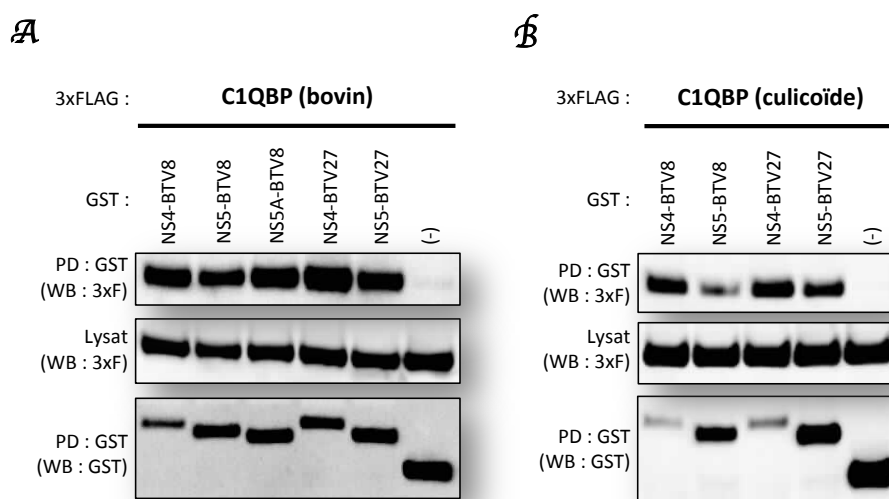 A
3xFLAG :
C1QBP (bovin)
GST :
NS4-BTV8
NS5-BTV8
NS5A-BTV8
NS4-BTV27
NS5-BTV27
(-)
PD : GST
(WB : 3xF)
Lysat
(WB : 3xF)
PD : GST
(WB : GST)
B
3xFLAG :
C1QBP (culicoïde)
GST :
NS4-BTV8
NS5-BTV8
NS4-BTV27
NS5-BTV27
(-)
PD : GST
(WB : 3xF)
Lysat
(WB : 3xF)
PD : GST
(WB : GST)